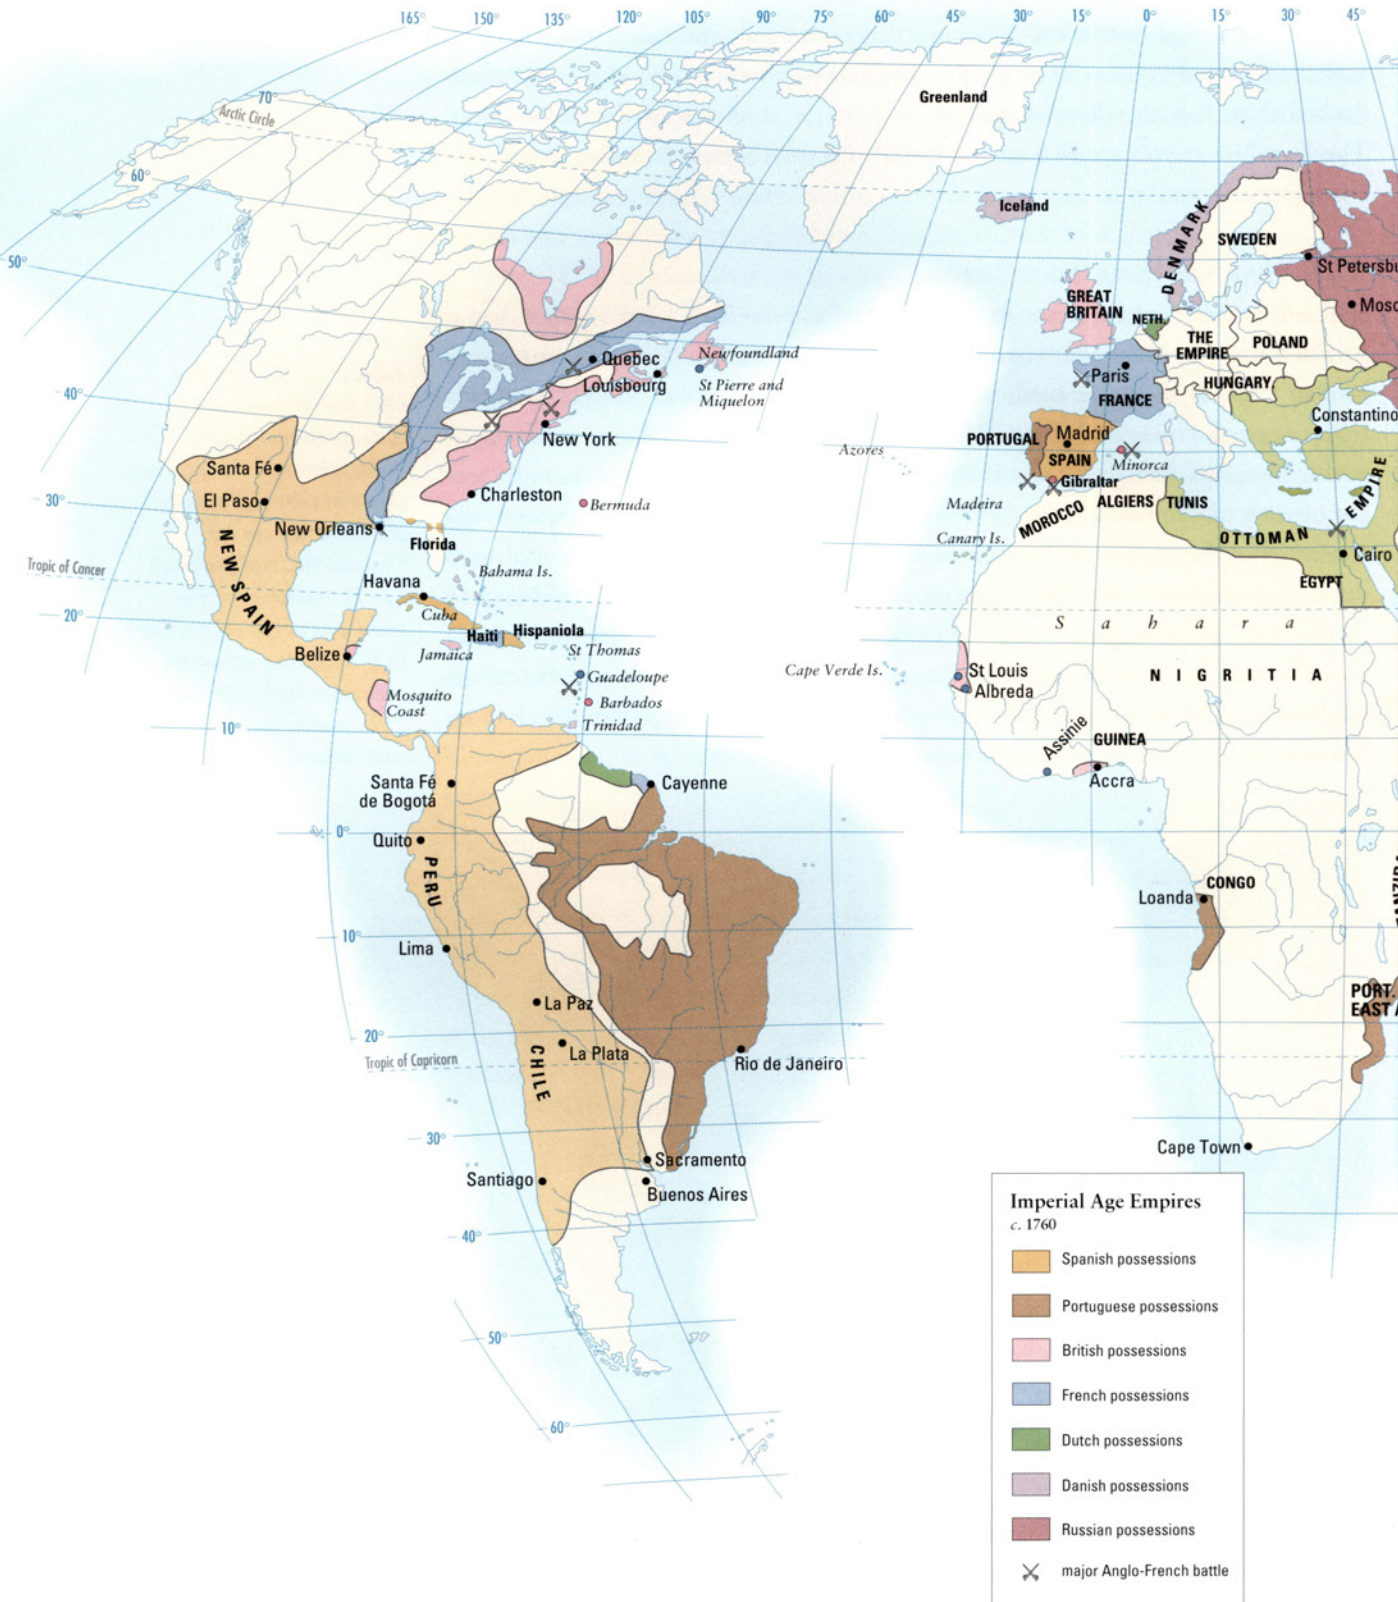 165°
150°
135°
120°
105°
90°
75°
60°
45°
30°
15°
0°
15°
30°
45°
70°
Arctic Circle
Greenland
60°
Iceland
DENMARK
SWEDEN
50°
St Petersbu
GREAT
BRITAIN
NETH.
Mosc
THE
EMPIRE
POLAND
Quebec
Newfoundland
Louisbourg
St Pierre and
Miquelon
Paris
HUNGARY
FRANCE
40°
Constantino
New York
PORTUGAL
Madrid
Azores
SPAIN
Minorca
Santa Fé
Gibraltar
EMPIRE
El Paso
Charleston
Bermuda
Madeira
MOROCCO
ALGIERS
TUNIS
30°
New Orleans
OTTOMAN
Florida
Canary Is.
Cairo
NEW SPAIN
Tropic of Cancer
Bahama Is.
Havana
EGYPT
20°
Cuba
Sahara
Haiti
Hispaniola
Belize
Jamaica
St Thomas
Guadeloupe
Cape Verde Is.
St Louis
Albreda
NIGRITIA
Mosquito
Coast
Barbados
Trinidad
10°
Assinie
GUINEA
Accra
Santa Fé
de Bogotá
Cayenne
0°
Quito
PERU
CONGO
Loanda
10°
Lima
La Paz
PORT.
EAST A
20°
La Plata
Tropic of Capricorn
CHILE
Rio de Janeiro
30°
Cape Town
Sacramento
Santiago
Buenos Aires
40°
50°
60°
Imperial Age Empires
c. 1760
Spanish possessions
Portuguese possessions
British possessions
French possessions
Dutch possessions
Danish possessions
Russian possessions
major Anglo-French battle